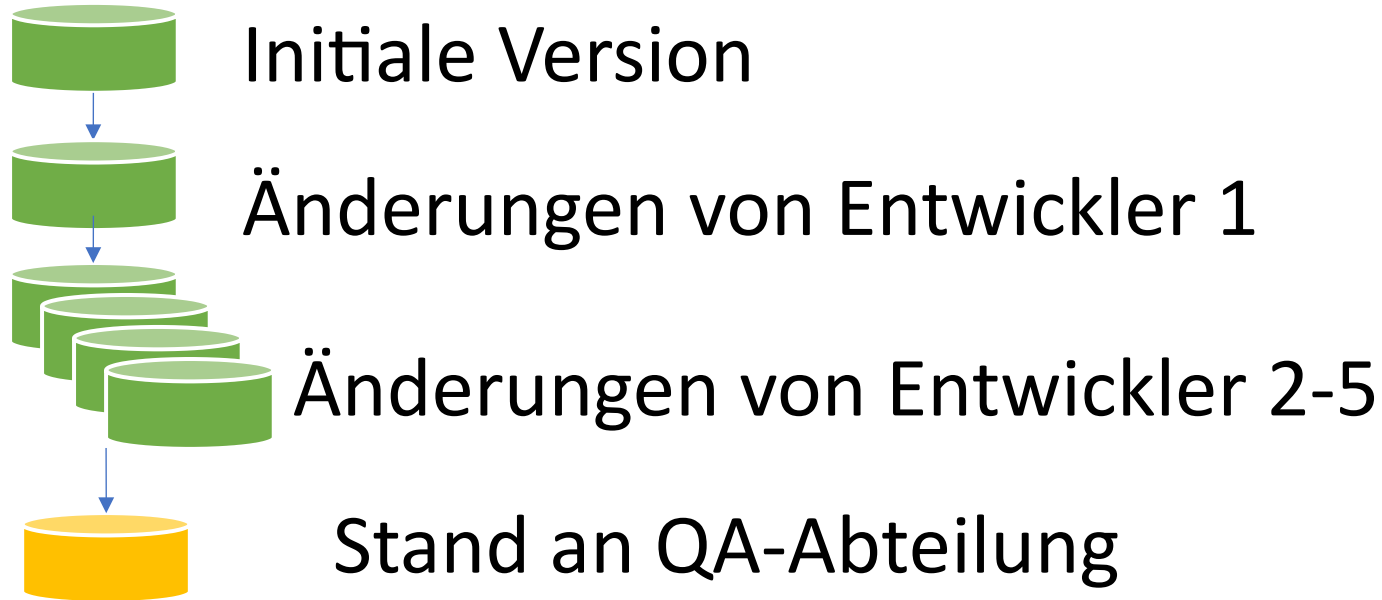 Initiale Version
Änderungen von Entwickler 1
Änderungen von Entwickler 2-5
Stand an QA-Abteilung